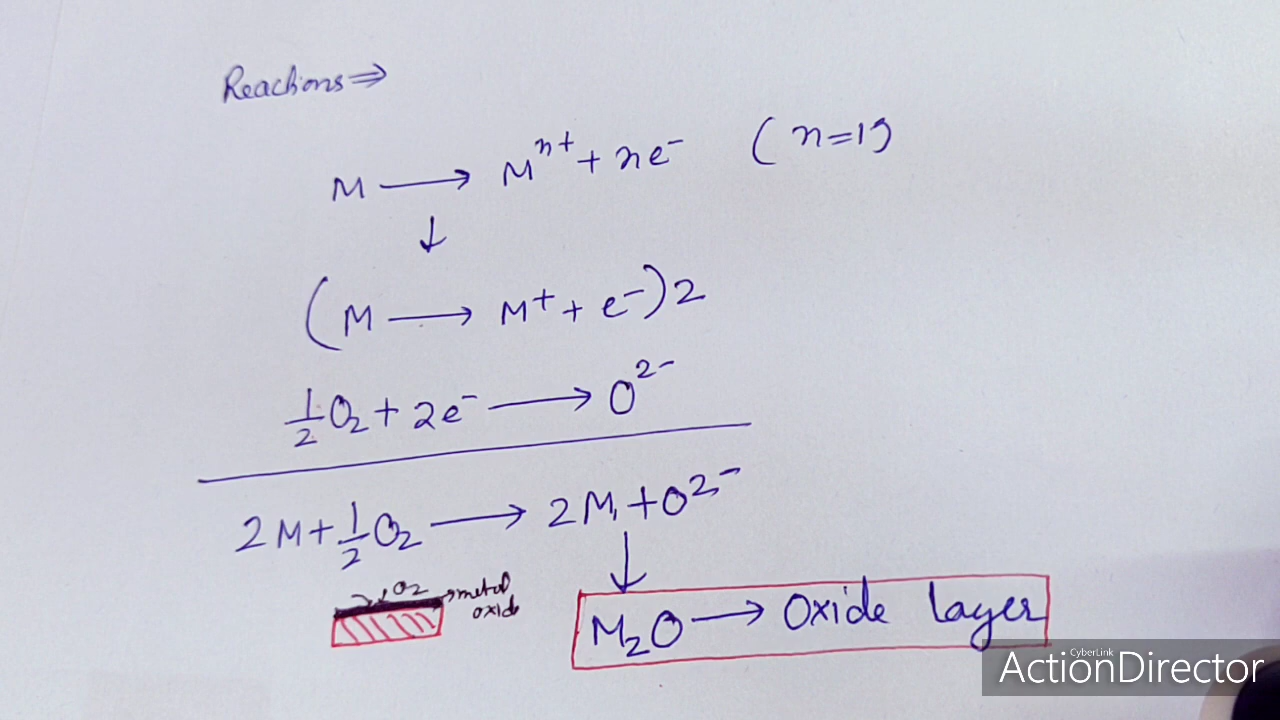 Reactions ⇒
M ⟶ Mⁿ⁺ + ne⁻ (n=1)
↓
(M ⟶ M⁺ + e⁻)2
½O₂ + 2e⁻ ⟶ O²⁻
2M + ½O₂ ⟶ 2M + O²⁻
↓
O₂ → metal
oxide
M₂O ⟶ Oxide layer
CyberLink
ActionDirector